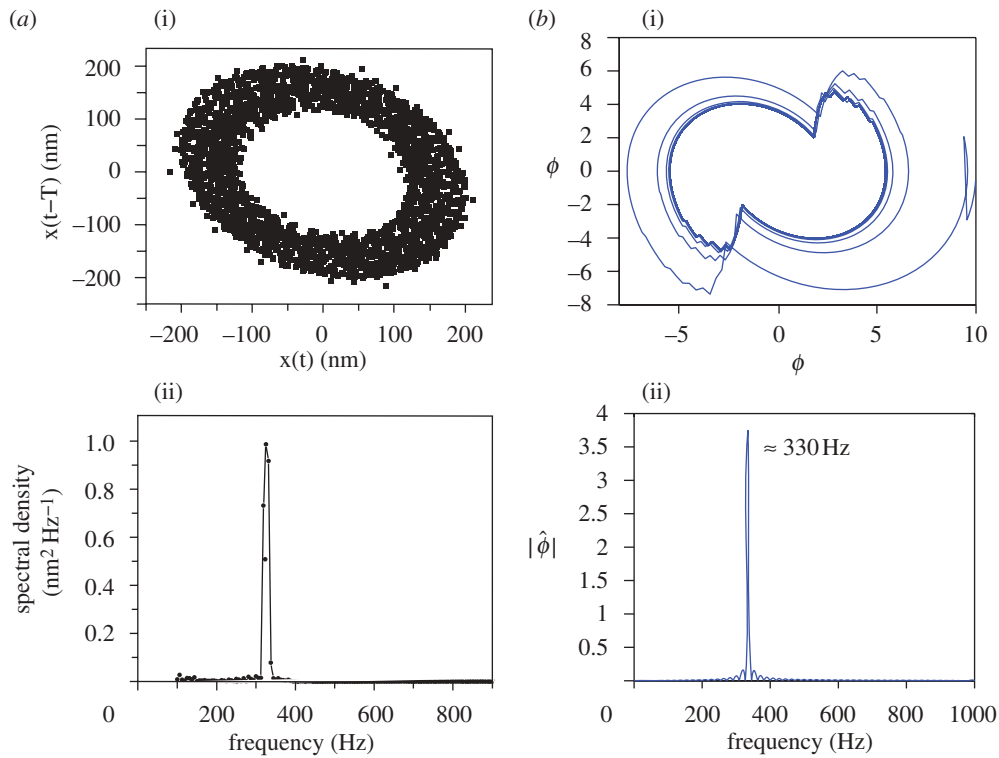 (a) (i)
200
100
0
−100
−200
x(t−T) (nm)
−200 −100 0 100 200
x(t) (nm)
(b) (i)
8
6
4
2
0
−2
−4
−6
−8
ϕ
−5 0 5 10
ϕ
(ii)
1.0
0.8
0.6
0.4
0.2
0
spectral density
(nm² Hz⁻¹)
200 400 600 800
frequency (Hz)
(ii)
4
3.5
3
2.5
2
1.5
1
0.5
|ϕ̂|
≈ 330 Hz
0 200 400 600 800 1000
frequency (Hz)